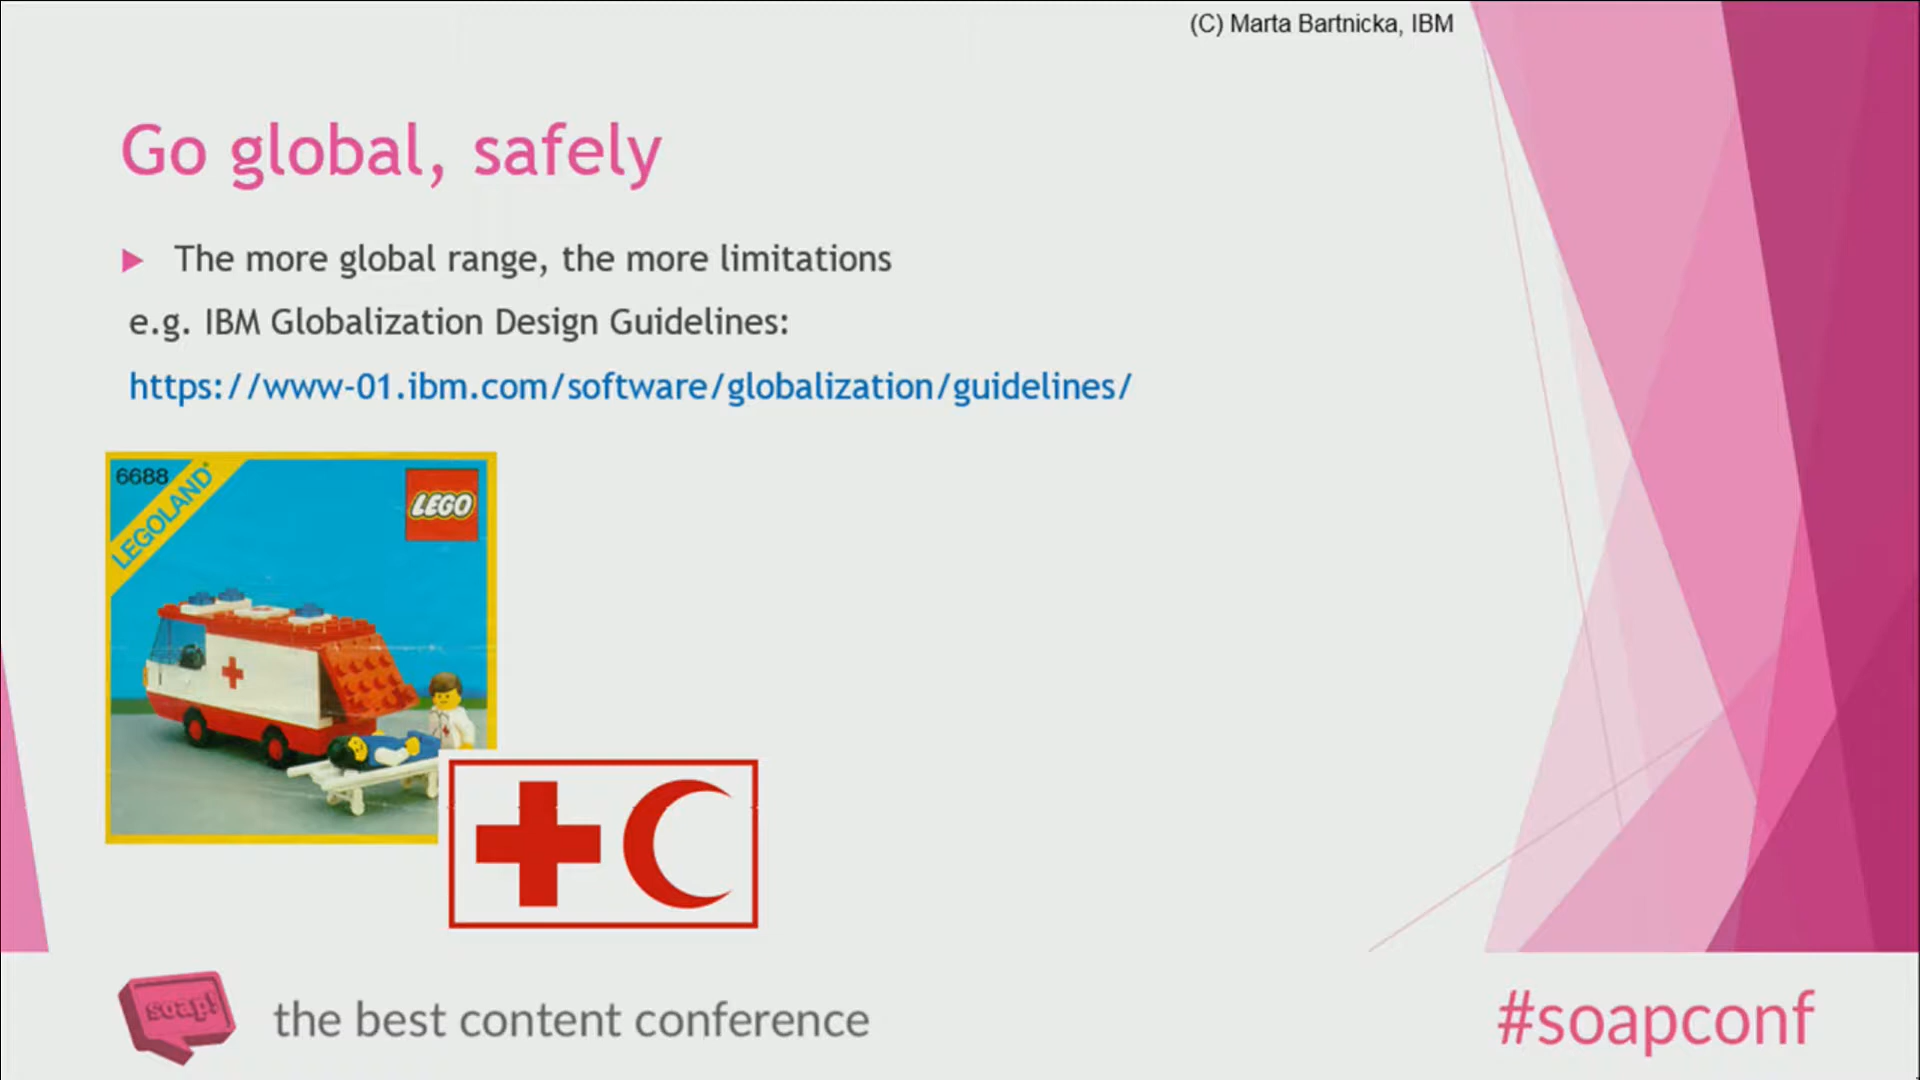 (C) Marta Bartnicka, IBM
Go global, safely
The more global range, the more limitations
e.g. IBM Globalization Design Guidelines:
https://www-01.ibm.com/software/globalization/guidelines/
6688
LEGOLAND
LEGO
soap!
the best content conference
#soapconf